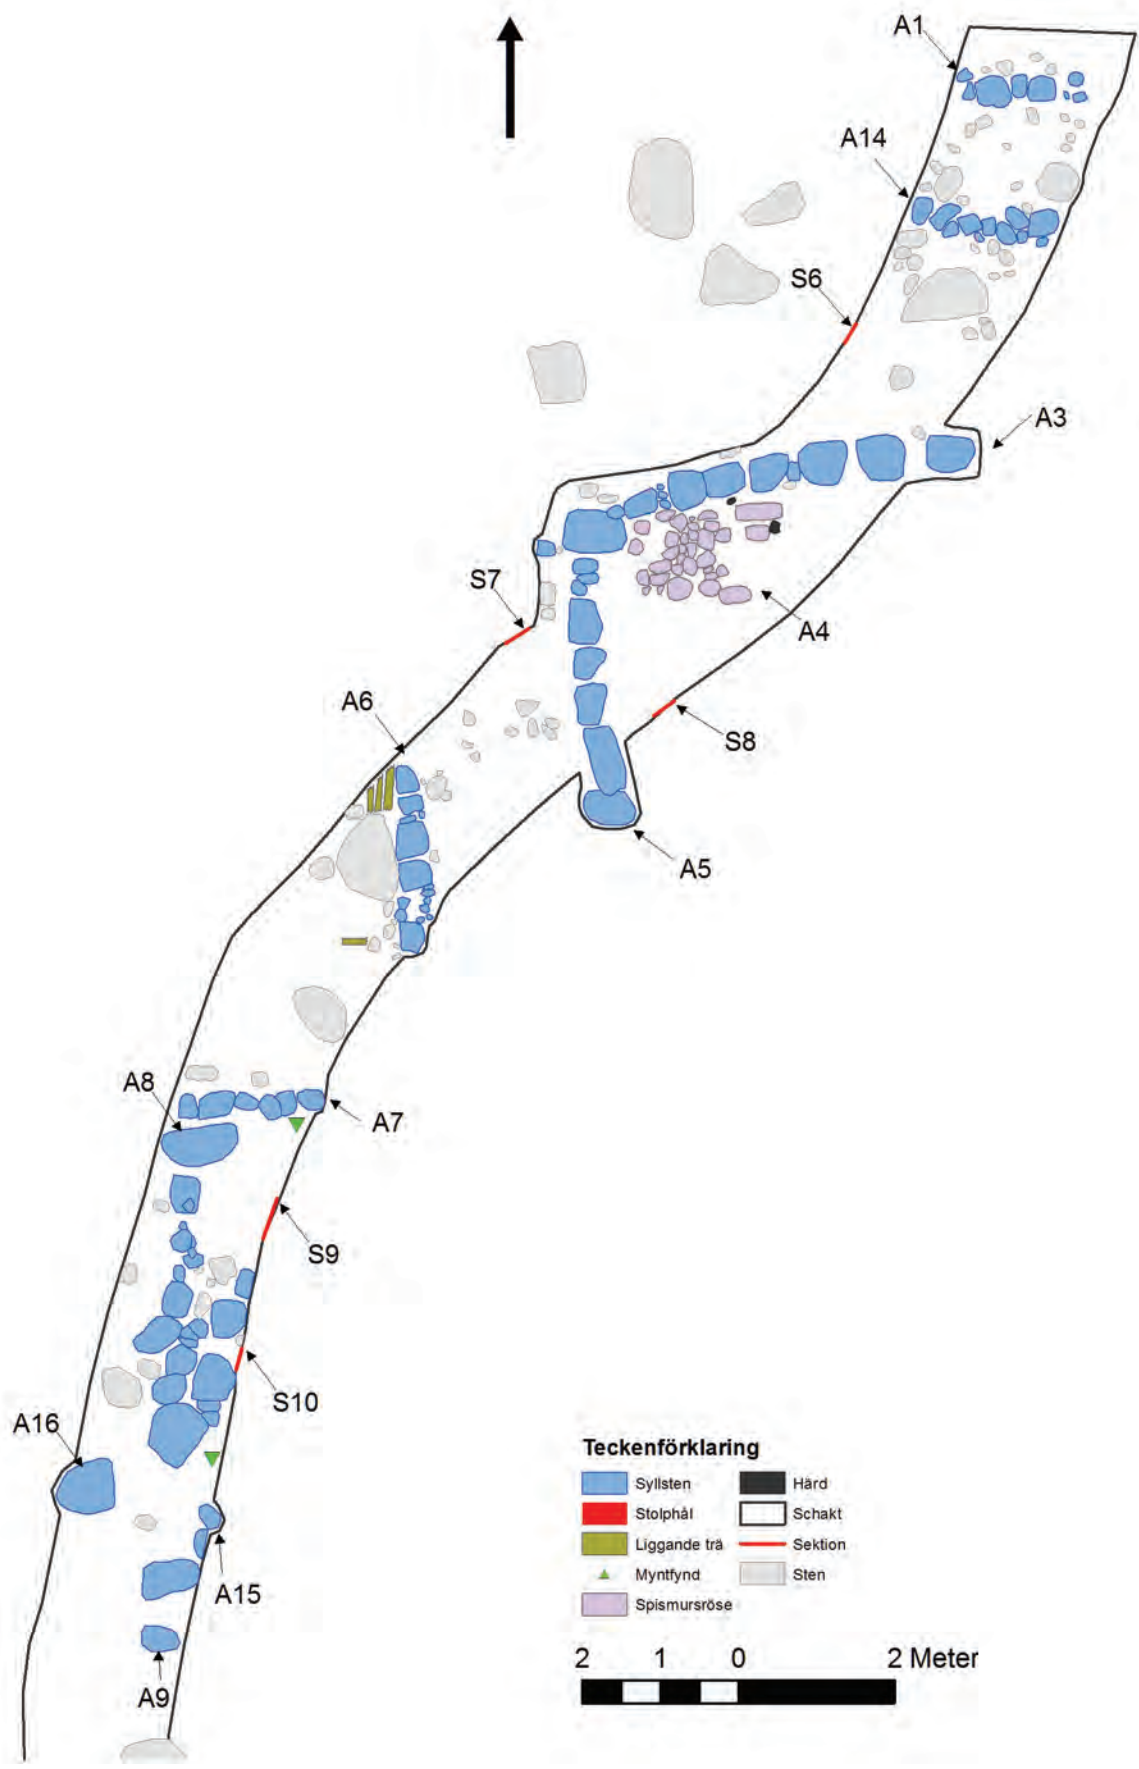 A1
A14
S6
A3
S7
A4
A6
S8
A5
A8
A7
S9
S10
A16
A15
A9
Teckenförklaring
Syllsten
Härd
Stolphål
Schakt
Liggande trä
Sektion
Myntfynd
Sten
Spismursröse
2 1 0 2 Meter